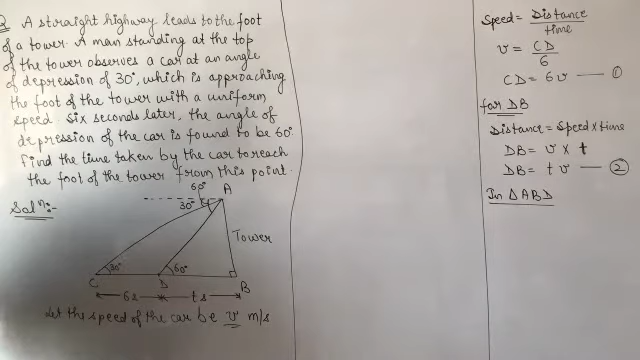 Q A straight highway leads to the foot
of a tower. A man standing at the top
of the tower observes a car at an angle
of depression of 30°, which is approaching
the foot of the tower with a uniform
speed. Six seconds later, the angle of
depression of the car is found to be 60°
Find the time taken by the car to reach
the foot of the tower from this point.
Solⁿ:-
60°
30°
A
Tower
30°
60°
C
D
B
6s
ts
Let the speed of the car be v m/s
Speed = Distance/time
v = CD/6
CD = 6v — ①
for DB
Distance = Speed × time
DB = v × t
DB = tv — ②
In △ABD